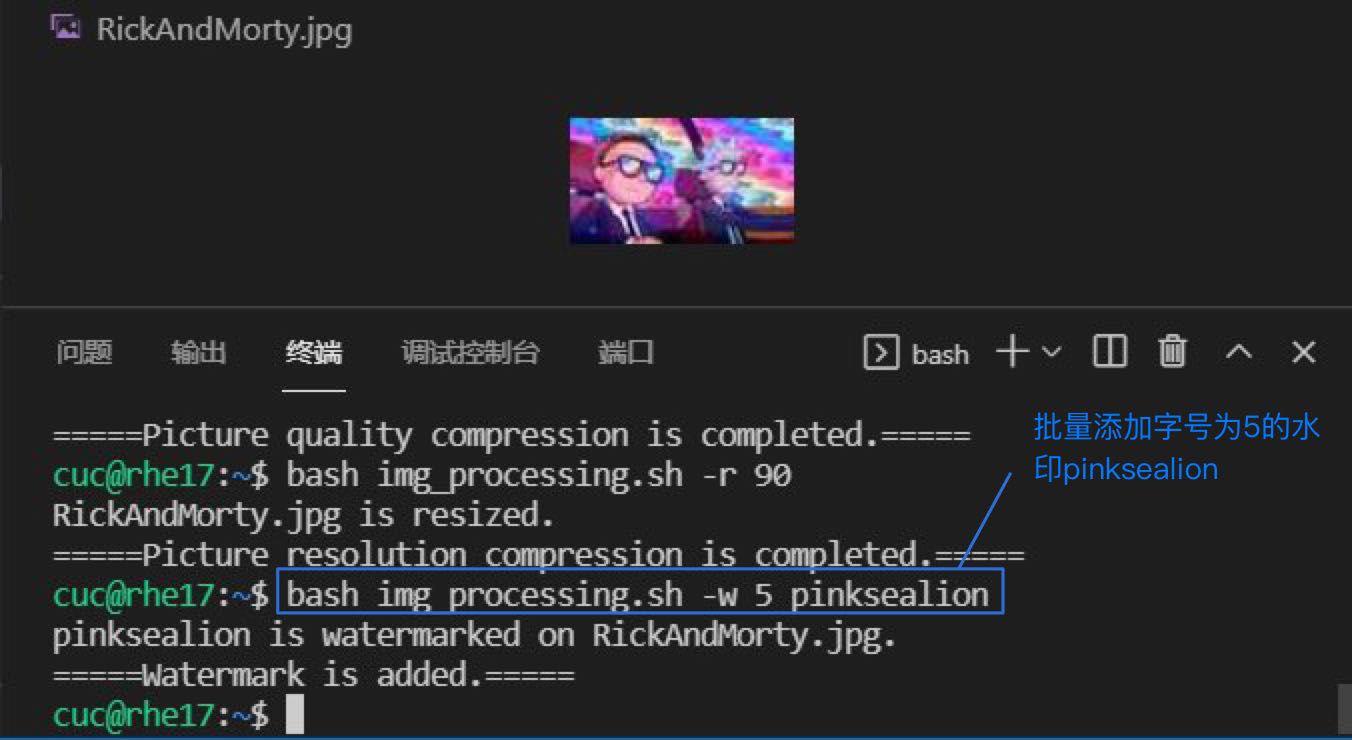 RickAndMorty.jpg
问题 输出 终端 调试控制台 端口 bash
=====Picture quality compression is completed.=====
批量添加字号为5的水
印pinksealion
cuc@rhe17:~$ bash img_processing.sh -r 90
RickAndMorty.jpg is resized.
=====Picture resolution compression is completed.=====
cuc@rhe17:~$ bash img processing.sh -w 5 pinksealion
pinksealion is watermarked on RickAndMorty.jpg.
=====Watermark is added.=====
cuc@rhe17:~$